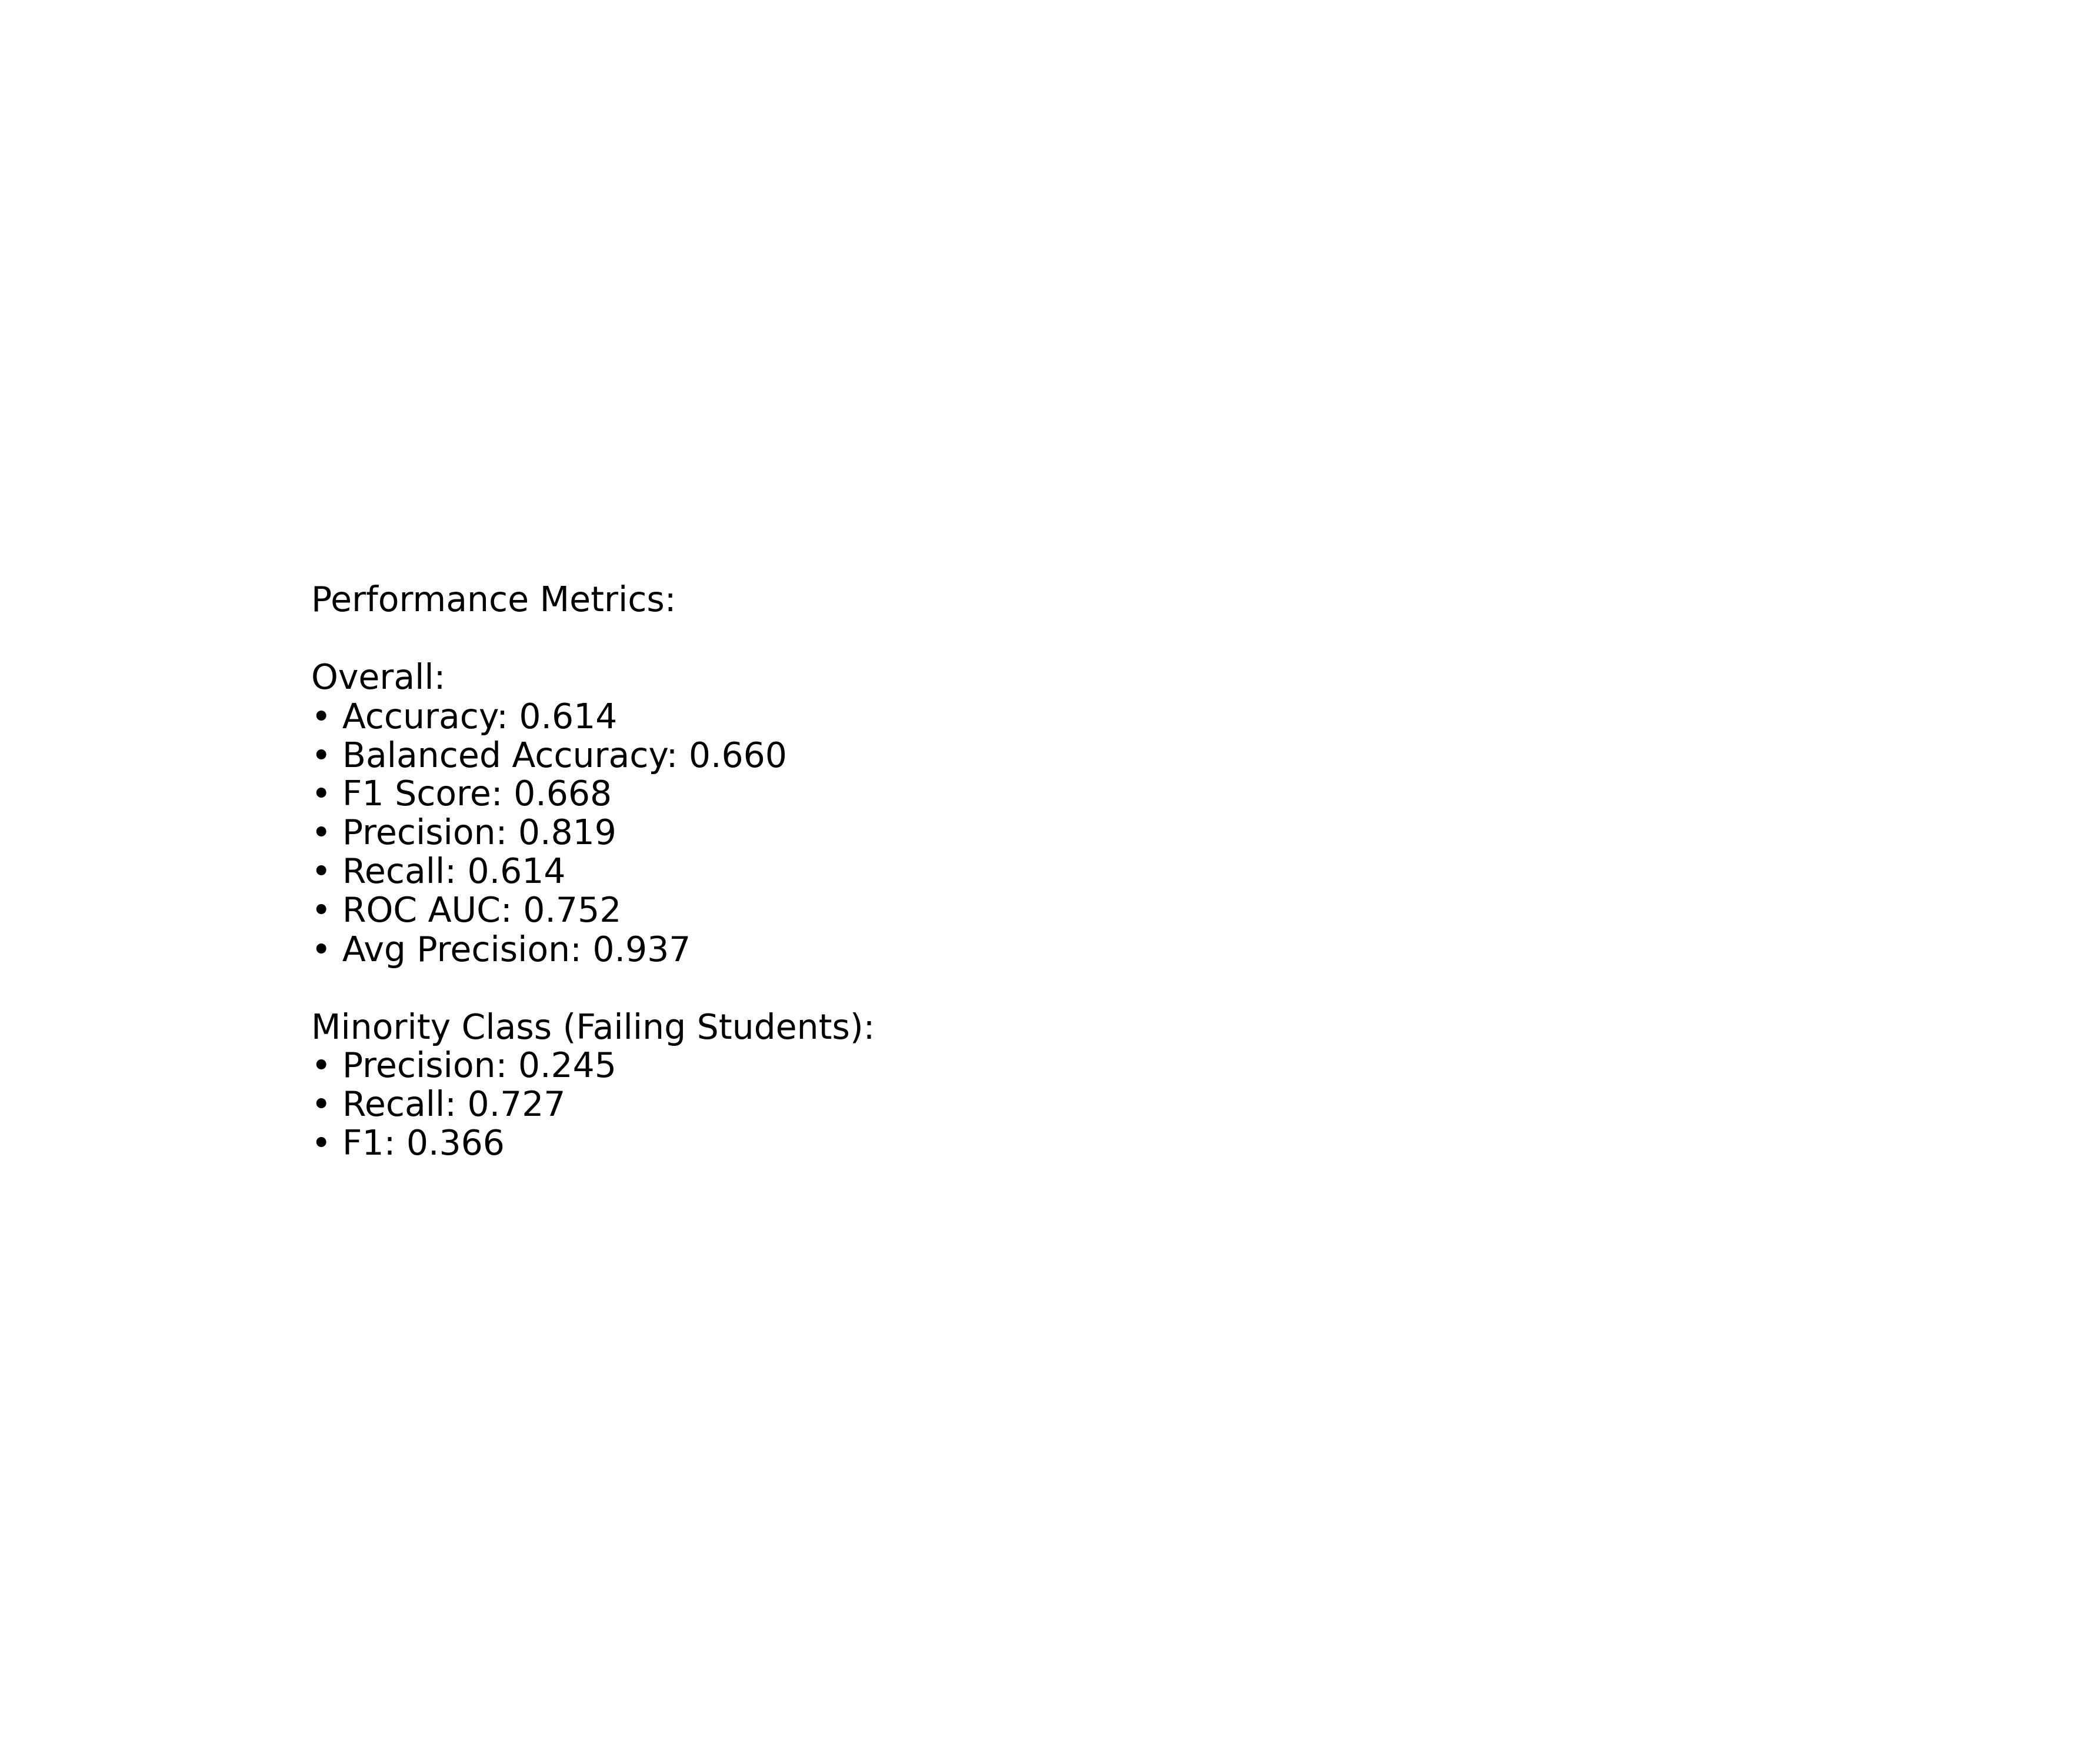 Performance Metrics:
Overall:
• Accuracy: 0.614
• Balanced Accuracy: 0.660
• F1 Score: 0.668
• Precision: 0.819
• Recall: 0.614
• ROC AUC: 0.752
• Avg Precision: 0.937
Minority Class (Failing Students):
• Precision: 0.245
• Recall: 0.727
• F1: 0.366